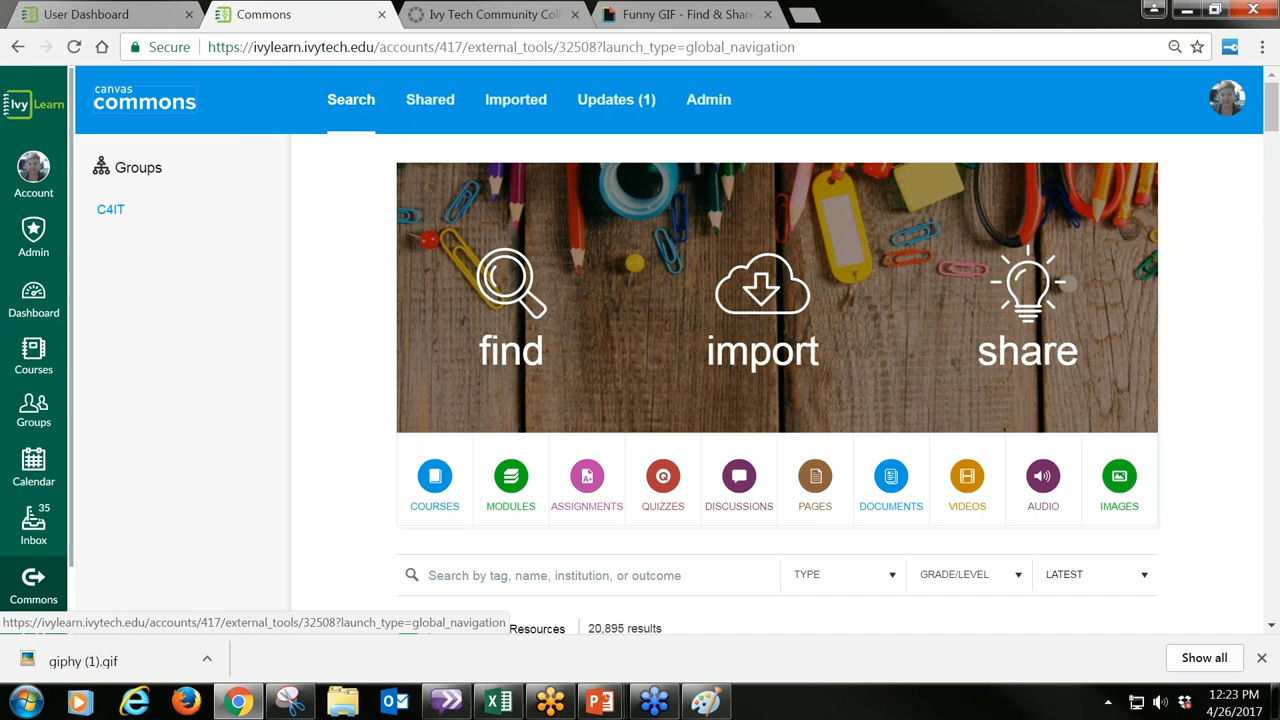 User Dashboard
Commons
Ivy Tech Community Coll
Funny GIF - Find & Share
Secure
https://ivylearn.ivytech.edu/accounts/417/external_tools/32508?launch_type=global_navigation
Ivy Learn
canvas
commons
Search
Shared
Imported
Updates (1)
Admin
Groups
C4IT
Account
Admin
Dashboard
Courses
Groups
Calendar
35
Inbox
Commons
find
import
share
COURSES
MODULES
ASSIGNMENTS
QUIZZES
DISCUSSIONS
PAGES
DOCUMENTS
VIDEOS
AUDIO
IMAGES
Search by tag, name, institution, or outcome
TYPE
GRADE/LEVEL
LATEST
Resources
20,895 results
https://ivylearn.ivytech.edu/accounts/417/external_tools/32508?launch_type=global_navigation
giphy (1).gif
Show all
12:23 PM
4/26/2017